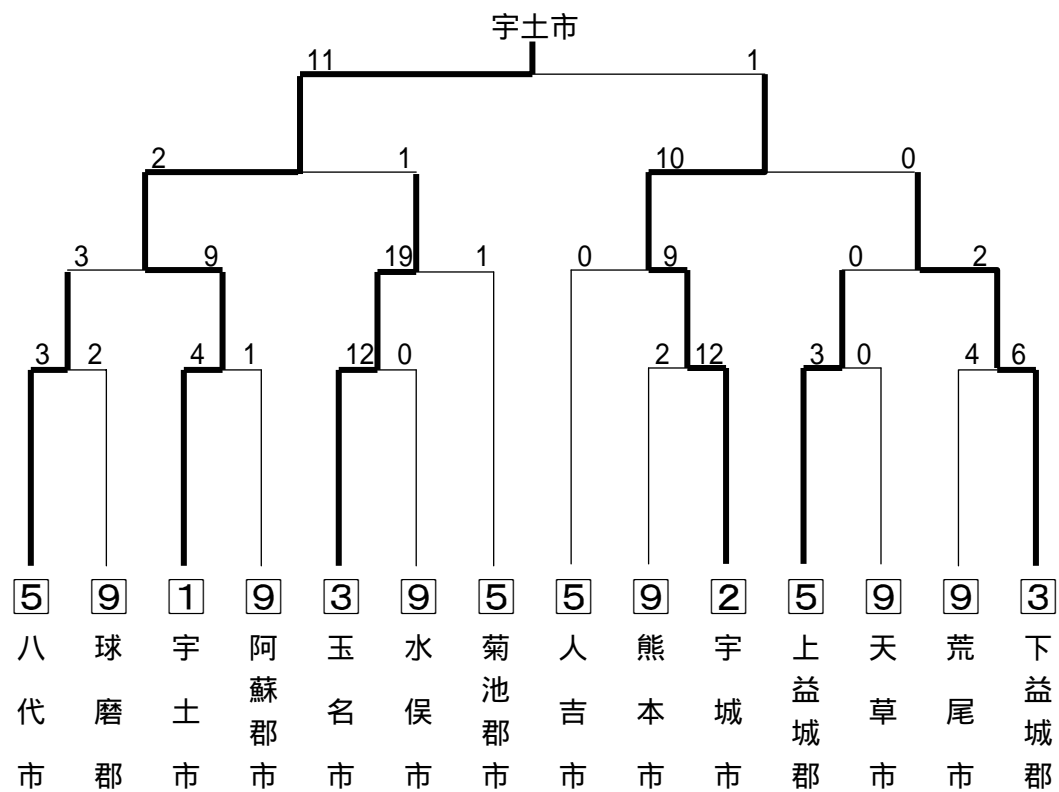 宇土市
11 1
2 1 10 0
3 9 19 1 0 9 0 2
3 2 4 1 12 0 2 12 3 0 4 6
5 9 1 9 3 9 5 5 9 2 5 9 9 3
八代市
球磨郡
宇土市
阿蘇郡市
玉名市
水俣市
菊池郡市
人吉市
熊本市
宇城市
上益城郡
天草市
荒尾市
下益城郡